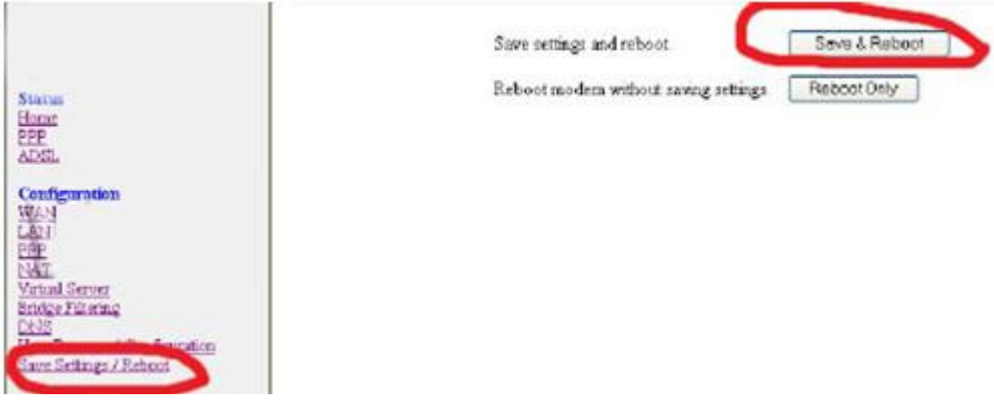 Status
Home
PPP
ADSL
Configuration
WAN
LAN
PPP
NAT
Virtual Server
Bridge Filtering
DNS
Save Settings / Reboot
Save settings and reboot.
Save & Reboot
Reboot modem without saving settings
Reboot Only